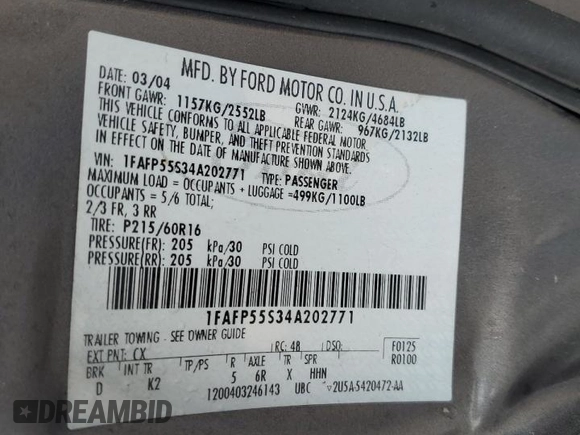 MFD. BY FORD MOTOR CO. IN U.S.A.
DATE: 03/04
GVWR: 2124KG/4684LB
FRONT GAWR: 1157KG/2552LB
REAR GAWR: 967KG/2132LB
THIS VEHICLE CONFORMS TO ALL APPLICABLE FEDERAL MOTOR
VEHICLE SAFETY, BUMPER, AND THEFT PREVENTION STANDARDS
IN EFFECT ON THE DATE OF MANUFACTURE SHOWN ABOVE.
VIN: 1FAFP55S34A202771 TYPE: PASSENGER
MAXIMUM LOAD = OCCUPANTS + LUGGAGE =499KG/1100LB
OCCUPANTS = 5/6 TOTAL;
2/3 FR, 3 RR
TIRE: P215/60R16
PRESSURE(FR): 205 kPa/30 PSI COLD
PRESSURE(RR): 205 kPa/30 PSI COLD
1FAFP55S34A202771
TRAILER TOWING - SEE OWNER GUIDE
F0125
EXT PNT: CX RC: 48 DSO: R0100
BRK INT TR TP/PS R AXLE TR SPR
D K2 5 6R X HHN
1200403246143 UBC 2U5A-5420472-AA
AUTOBIDMASTER
AUTOBIDMASTER